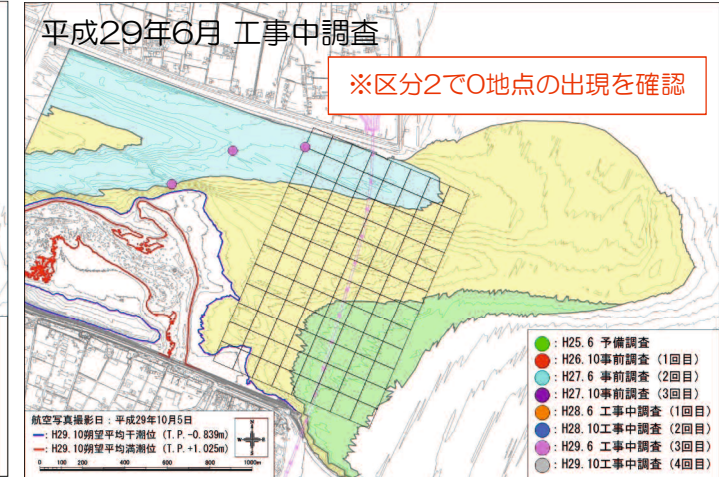 平成29年6月 工事中調査
※区分2で0地点の出現を確認
: H25.6 予備調査
: H26.10事前調査 (1回目)
: H27.6 事前調査 (2回目)
: H27.10事前調査 (3回目)
: H28.6 工事中調査 (1回目)
: H28.10工事中調査 (2回目)
: H29.6 工事中調査 (3回目)
: H29.10工事中調査 (4回目)
航空写真撮影日：平成29年10月5日
: H29.10朔望平均干潮位 (T.P.-0.839m)
: H29.10朔望平均満潮位 (T.P.+1.025m)
0 100 200 400 600 800 1000m